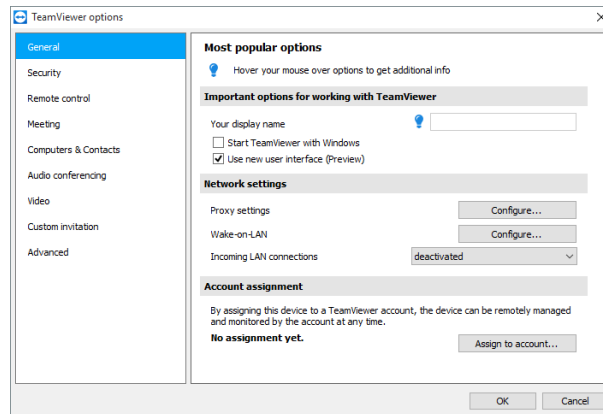 TeamViewer options
General
Security
Remote control
Meeting
Computers & Contacts
Audio conferencing
Video
Custom invitation
Advanced
Most popular options
Hover your mouse over options to get additional info
Important options for working with TeamViewer
Your display name
Start TeamViewer with Windows
Use new user interface (Preview)
Network settings
Proxy settings
Configure...
Wake-on-LAN
Configure...
Incoming LAN connections
deactivated
Account assignment
By assigning this device to a TeamViewer account, the device can be remotely managed
and monitored by the account at any time.
No assignment yet.
Assign to account...
OK
Cancel